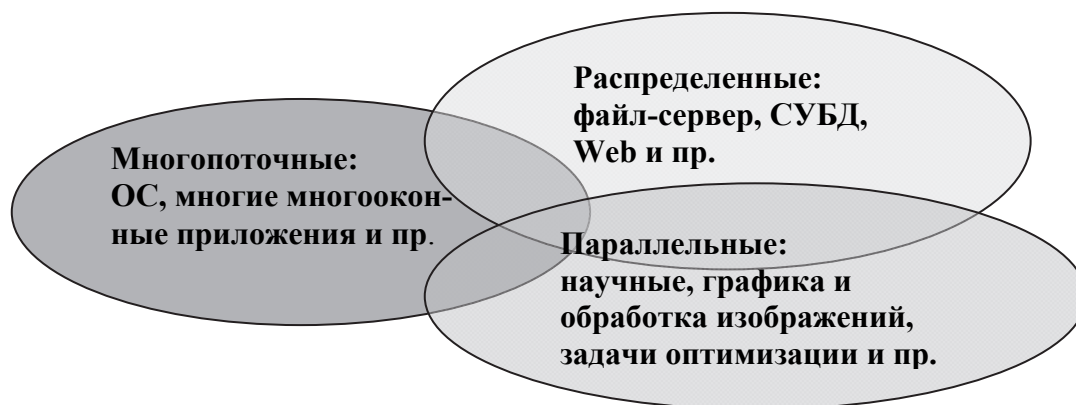 Распределенные:
файл-сервер, СУБД,
Web и пр.
Многопоточные:
ОС, многие многоокон-
ные приложения и пр.
Параллельные:
научные, графика и
обработка изображений,
задачи оптимизации и пр.